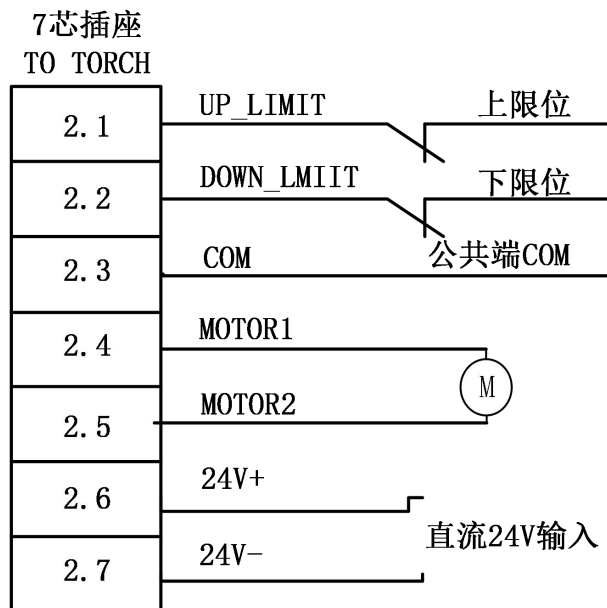 7芯插座
TO TORCH
2.1 UP_LIMIT 上限位
2.2 DOWN_LMIIT 下限位
2.3 COM 公共端COM
2.4 MOTOR1
M
2.5 MOTOR2
2.6 24V+
直流24V输入
2.7 24V-